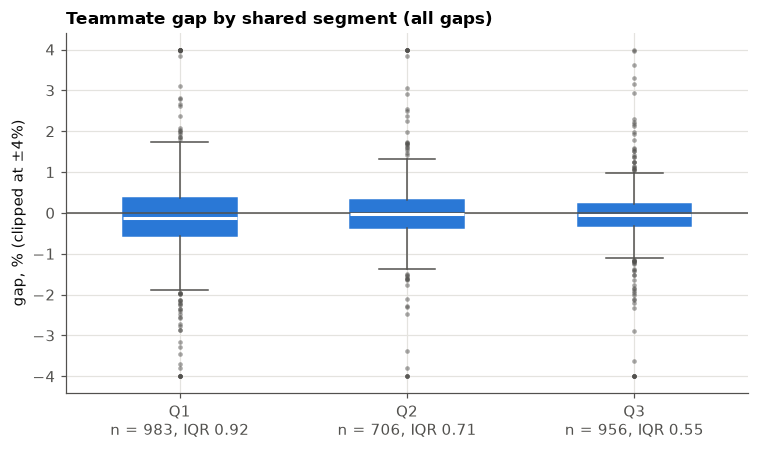 Teammate gap by shared segment (all gaps)
gap, % (clipped at ±4%)
4
3
2
1
0
−1
−2
−3
−4
Q1
n = 983, IQR 0.92
Q2
n = 706, IQR 0.71
Q3
n = 956, IQR 0.55